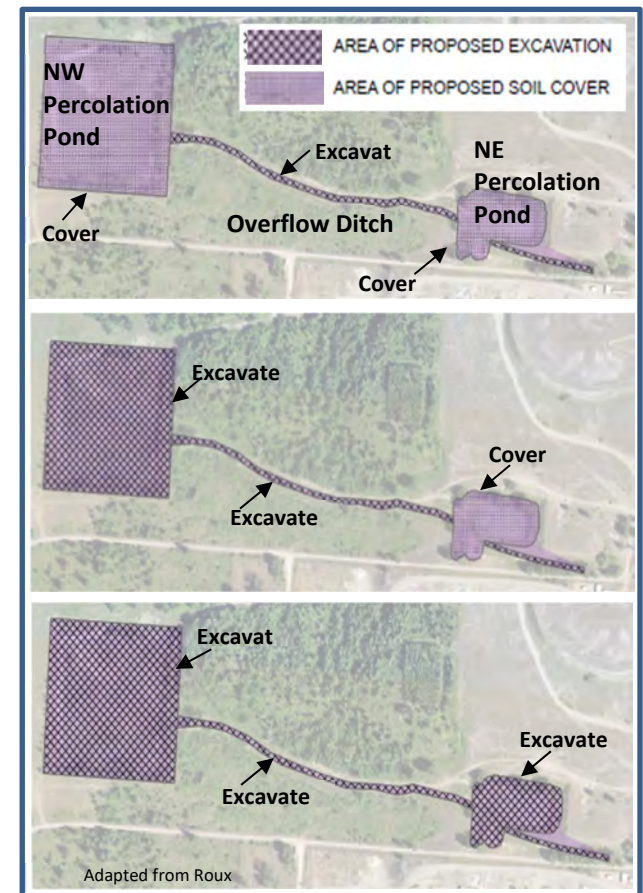 AREA OF PROPOSED EXCAVATION
AREA OF PROPOSED SOIL COVER
NW
Percolation
Pond
Excavat
NE
Percolation
Pond
Cover
Overflow Ditch
Cover
Excavate
Cover
Excavate
Excavat
Excavate
Excavate
Adapted from Roux